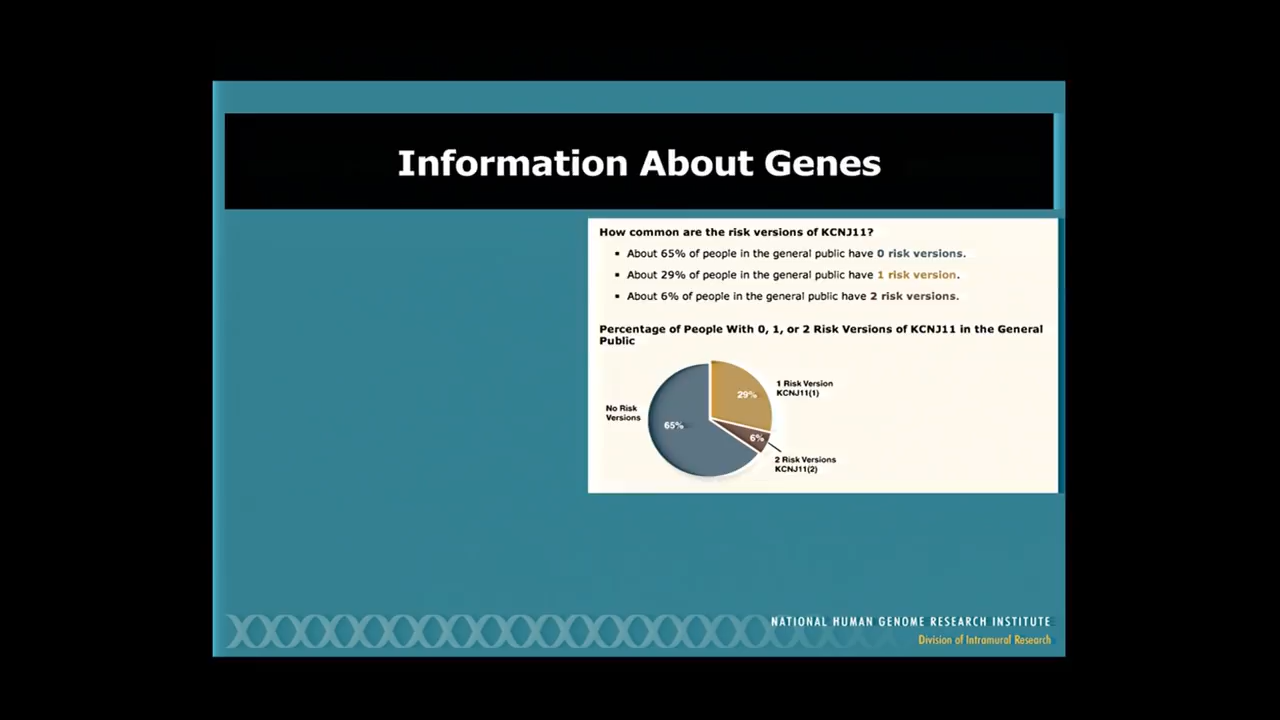 Information About Genes
How common are the risk versions of KCNJ11?
▪ About 65% of people in the general public have 0 risk versions.
▪ About 29% of people in the general public have 1 risk version.
▪ About 6% of people in the general public have 2 risk versions.
Percentage of People With 0, 1, or 2 Risk Versions of KCNJ11 in the General
Public
1 Risk Version
KCNJ11(1)
29%
No Risk
Versions
65%
6%
2 Risk Versions
KCNJ11(2)
NATIONAL HUMAN GENOME RESEARCH INSTITUTE
Division of Intramural Research